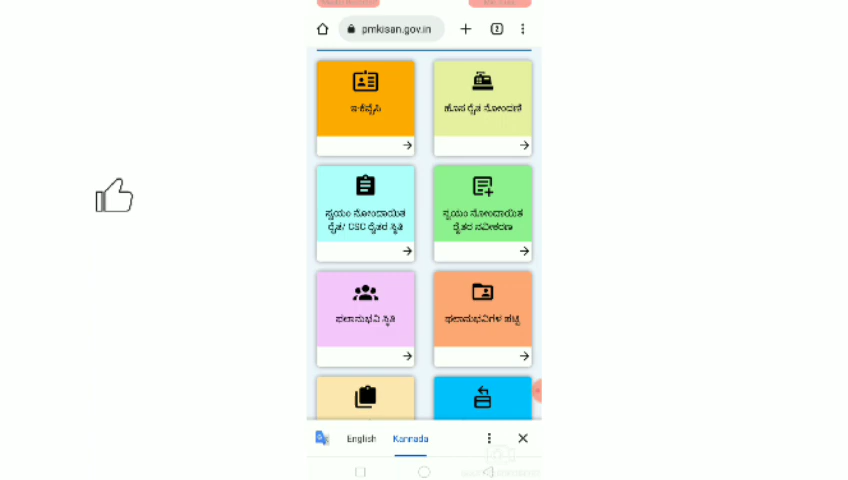 pmkisan.gov.in
2
ಇ-ಕೆವೈಸಿ
ಹೊಸ ರೈತ ನೋಂದಣಿ
ಸ್ವಯಂ ನೋಂದಾಯಿತ
ರೈತ/ CSC ರೈತರ ಸ್ಥಿತಿ
ಸ್ವಯಂ ನೋಂದಾಯಿತ
ರೈತರ ನವೀಕರಣ
ಫಲಾನುಭವಿ ಸ್ಥಿತಿ
ಫಲಾನುಭವಿಗಳ ಪಟ್ಟಿ
English
Kannada